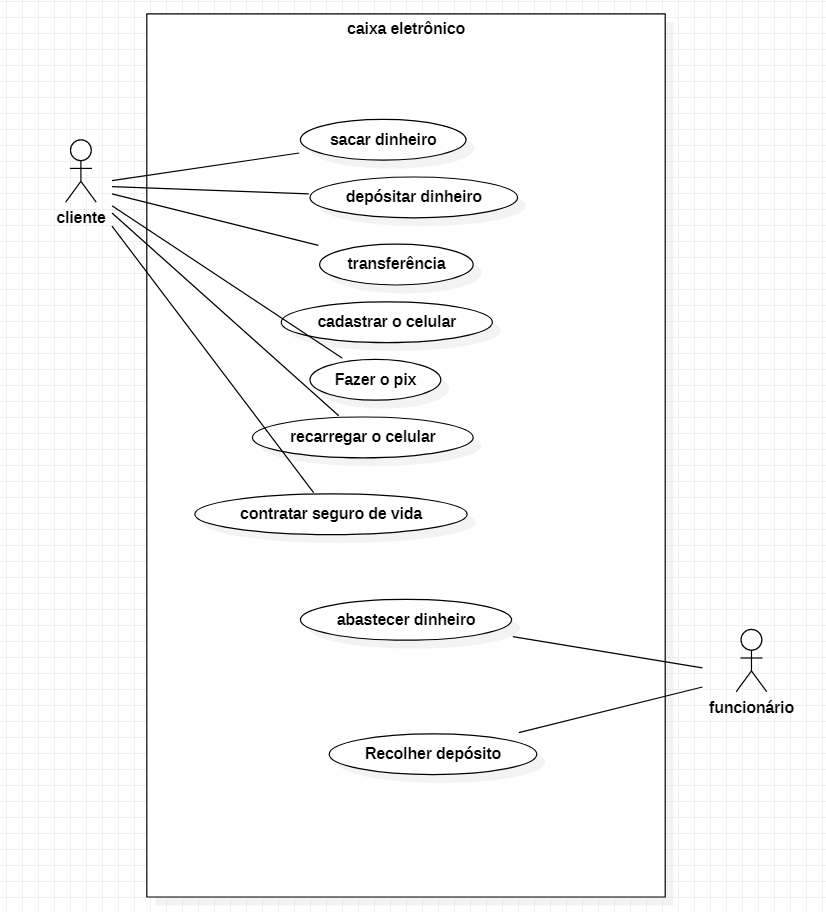 caixa eletrônico
sacar dinheiro
depósitar dinheiro
cliente
transferência
cadastrar o celular
Fazer o pix
recarregar o celular
contratar seguro de vida
abastecer dinheiro
funcionário
Recolher depósito